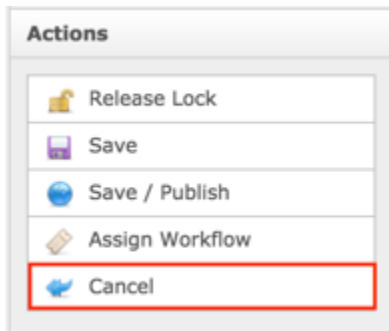 Actions
Release Lock
Save
Save / Publish
Assign Workflow
Cancel